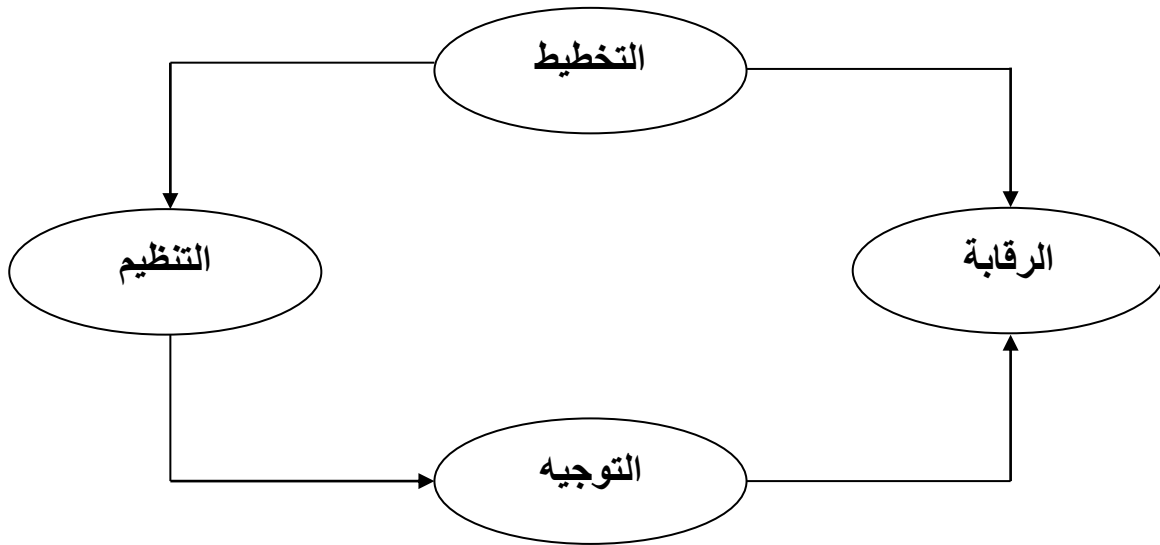 التخطيط
الرقابة
التنظيم
التوجيه